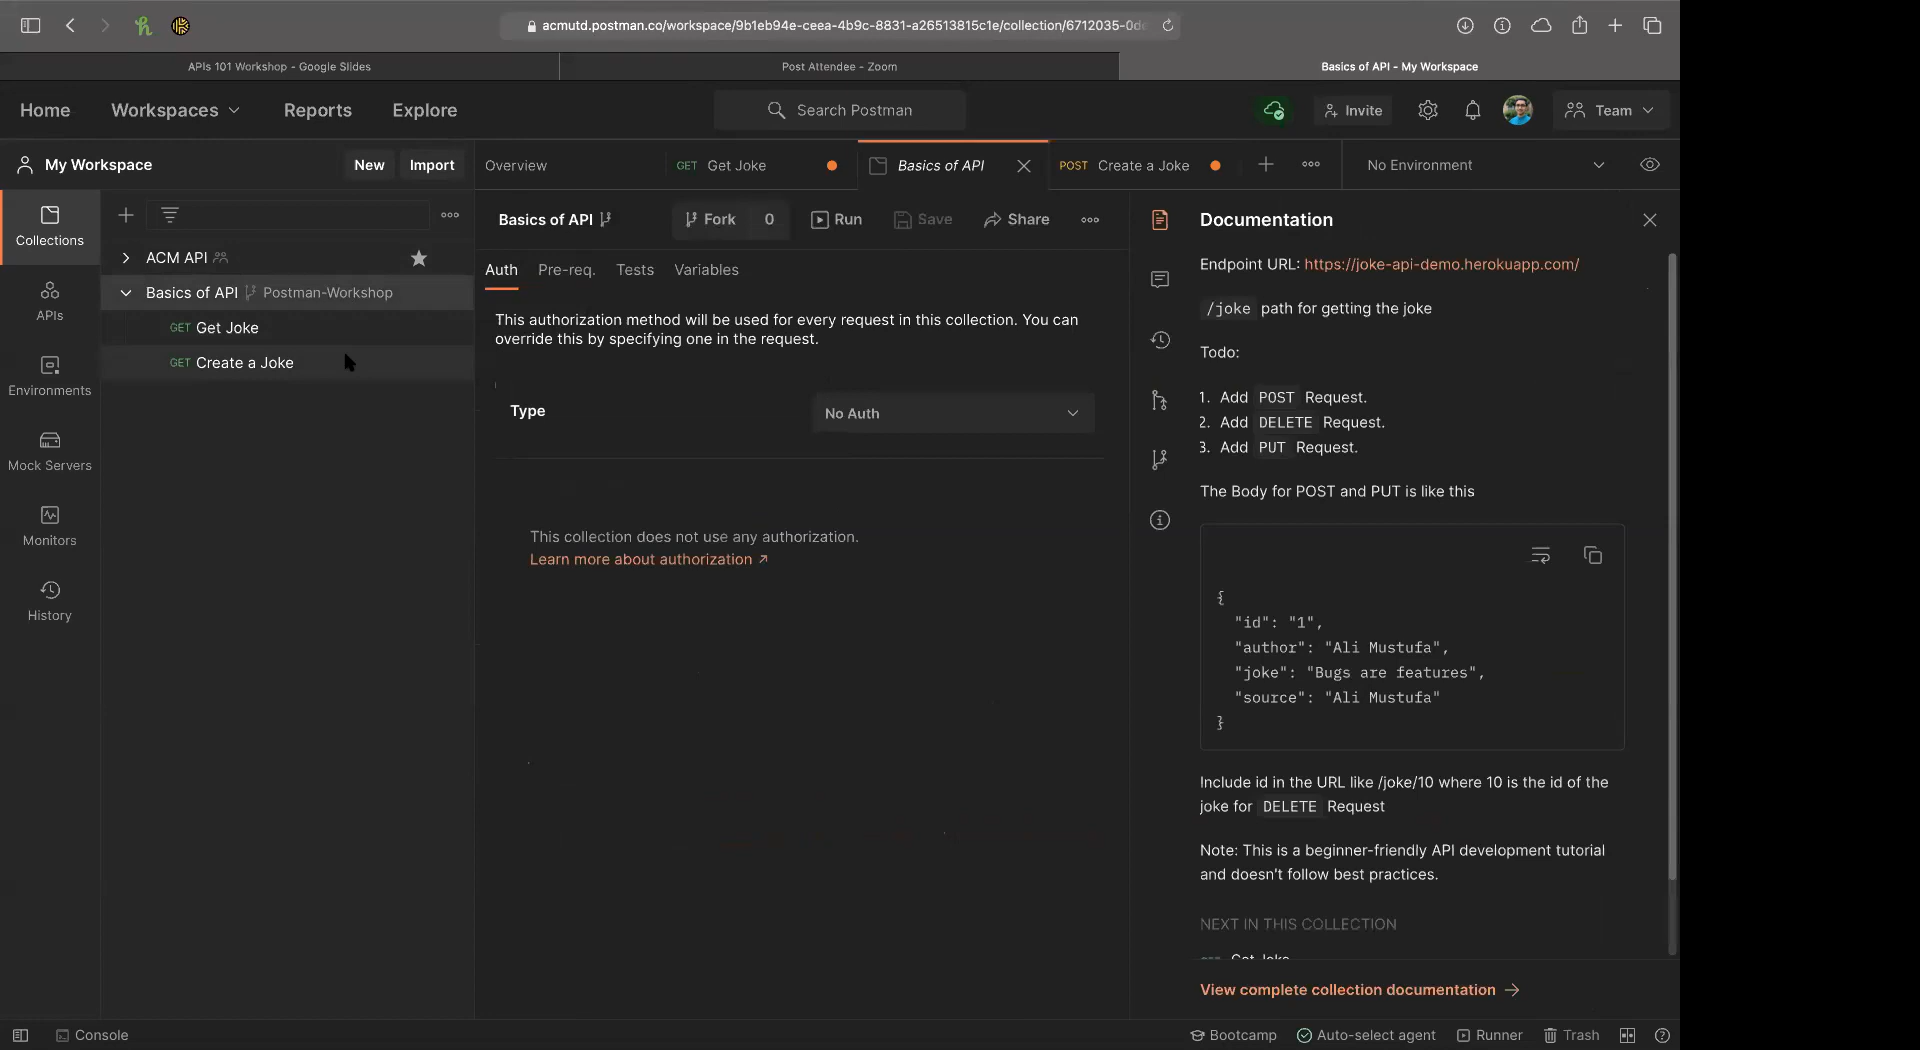 acmutd.postman.co/workspace/9b1eb94e-ceea-4b9c-8831-a26513815c1e/collection/6712035-0de
APIs 101 Workshop - Google Slides
Post Attendee - Zoom
Basics of API - My Workspace
Home
Workspaces
Reports
Explore
Search Postman
Invite
Team
My Workspace
New
Import
Overview
GET Get Joke
Basics of API
POST Create a Joke
No Environment
Collections
APIs
Environments
Mock Servers
Monitors
History
ACM API
Basics of API Postman-Workshop
GET Get Joke
GET Create a Joke
Basics of API
Fork 0
Run
Save
Share
Auth
Pre-req.
Tests
Variables
This authorization method will be used for every request in this collection. You can
override this by specifying one in the request.
Type
No Auth
This collection does not use any authorization.
Learn more about authorization ↗
Documentation
Endpoint URL: https://joke-api-demo.herokuapp.com/
/joke path for getting the joke
Todo:
1. Add POST Request.
2. Add DELETE Request.
3. Add PUT Request.
The Body for POST and PUT is like this
{
"id": "1",
"author": "Ali Mustufa",
"joke": "Bugs are features",
"source": "Ali Mustufa"
}
Include id in the URL like /joke/10 where 10 is the id of the
joke for DELETE Request
Note: This is a beginner-friendly API development tutorial
and doesn't follow best practices.
NEXT IN THIS COLLECTION
Get Joke
View complete collection documentation →
Console
Bootcamp
Auto-select agent
Runner
Trash